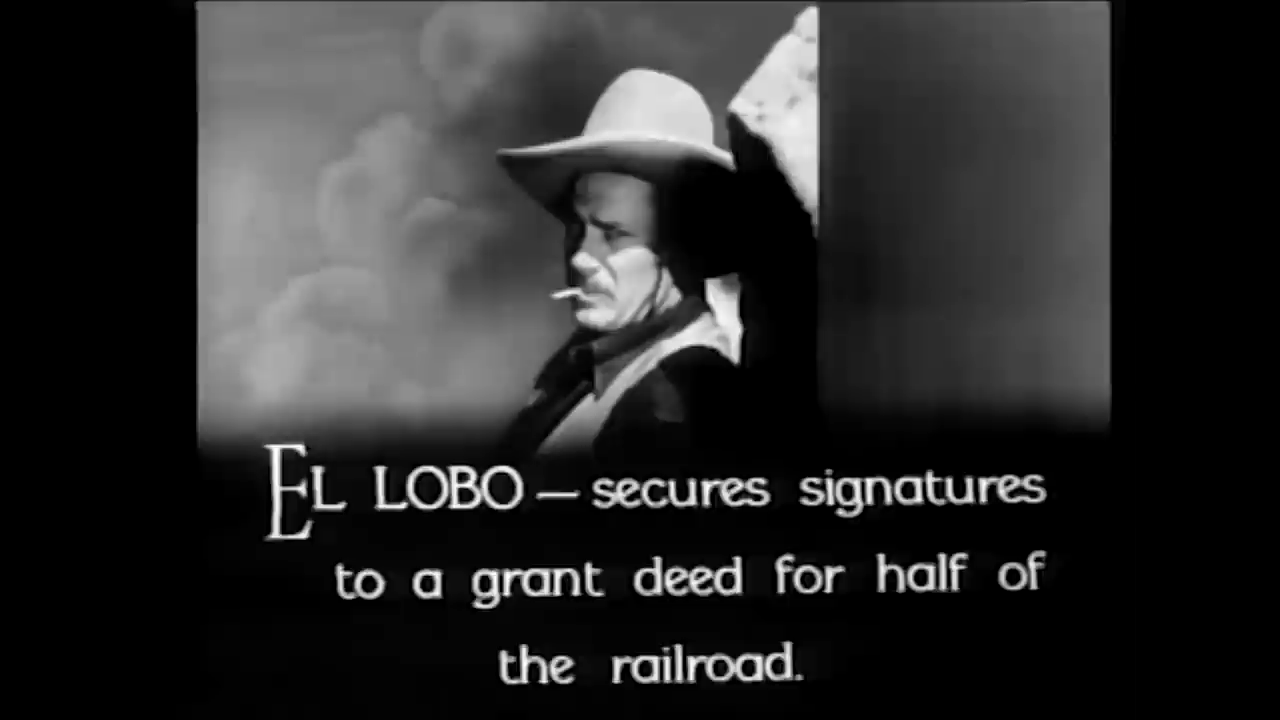 EL LOBO — secures signatures
to a grant deed for half of
the railroad.